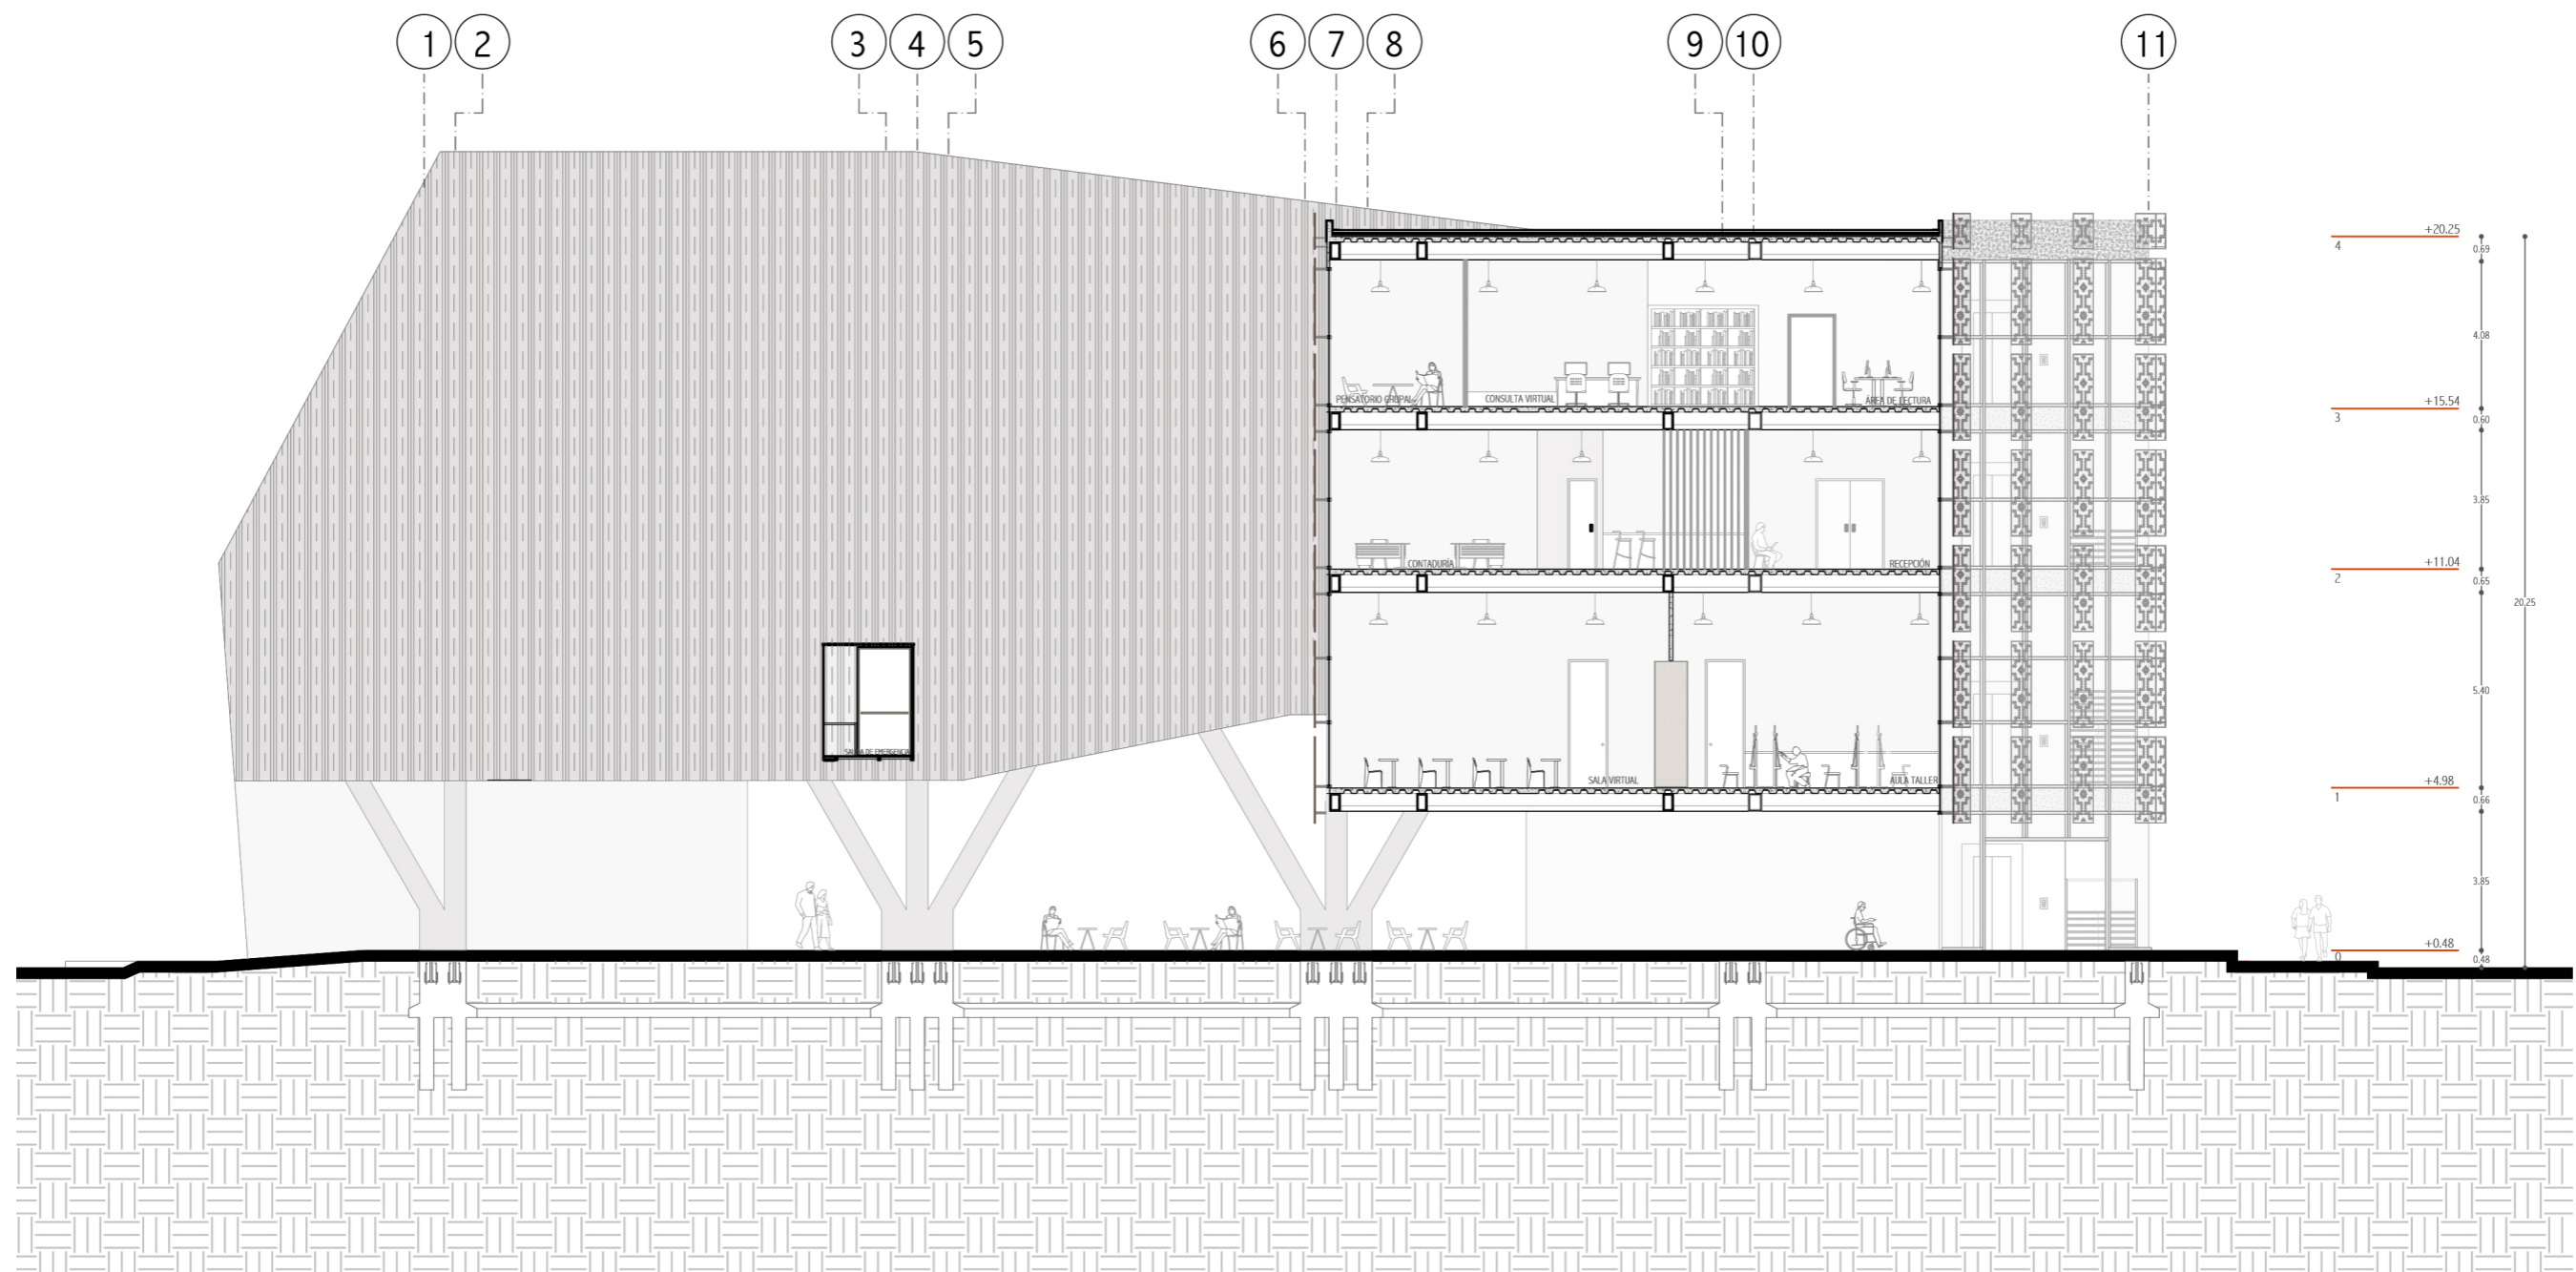 1 2 3 4 5 6 7 8 9 10 11
+20.25
4
0.69
4.08
PENSATORIO GRUPAL
CONSULTA VIRTUAL
ÁREA DE LECTURA
+15.54
3
0.60
3.85
CONTADURÍA
RECEPCIÓN
+11.04
2
0.65
20.25
5.40
SALIDA DE EMERGENCIA
SALA VIRTUAL
AULA TALLER
+4.98
1
0.66
3.85
+0.48
0
0.48